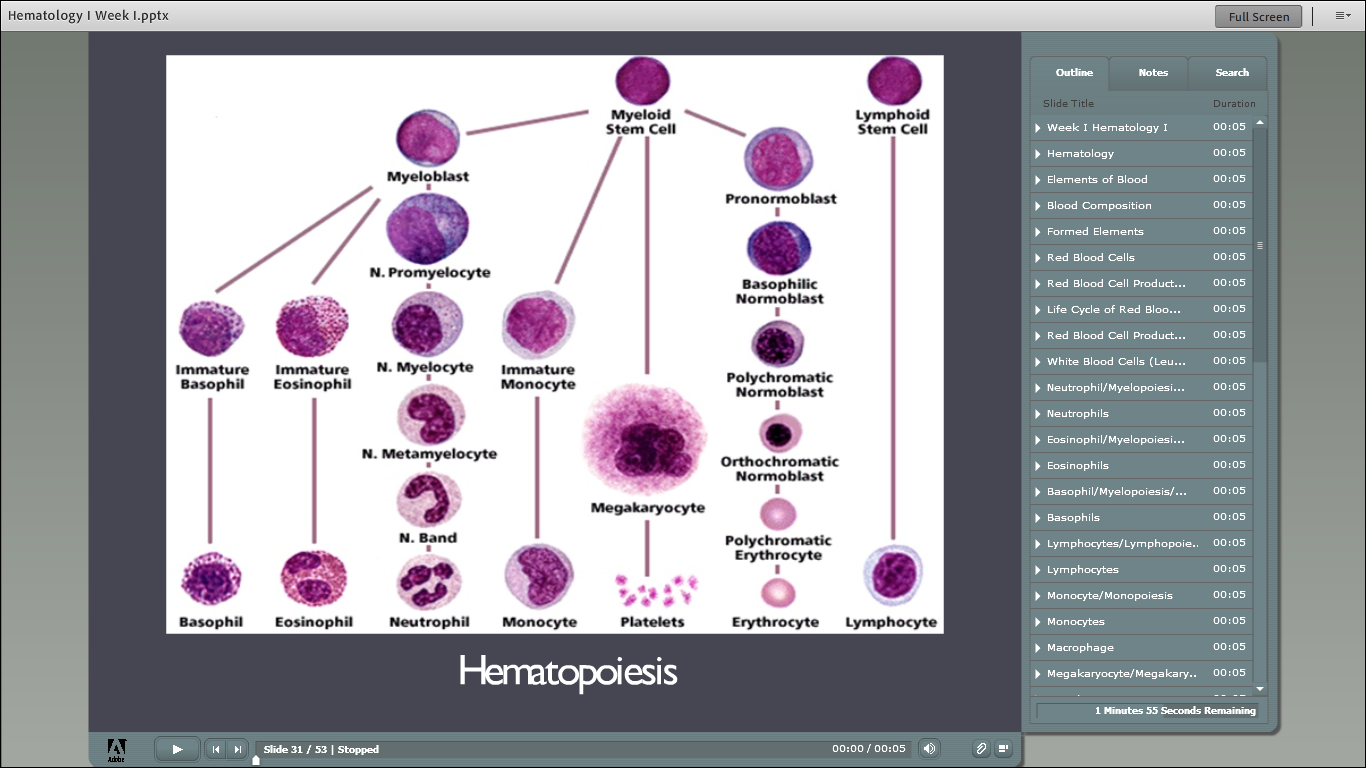 Hematology I Week I.pptx
Full Screen
Myeloid
Stem Cell
Lymphoid
Stem Cell
Myeloblast
Pronormoblast
N. Promyelocyte
Basophilic
Normoblast
Immature
Basophil
Immature
Eosinophil
N. Myelocyte
Immature
Monocyte
Polychromatic
Normoblast
N. Metamyelocyte
Orthochromatic
Normoblast
Megakaryocyte
N. Band
Polychromatic
Erythrocyte
Basophil
Eosinophil
Neutrophil
Monocyte
Platelets
Erythrocyte
Lymphocyte
Hematopoiesis
Outline Notes Search
Slide Title Duration
Week I Hematology I 00:05
Hematology 00:05
Elements of Blood 00:05
Blood Composition 00:05
Formed Elements 00:05
Red Blood Cells 00:05
Red Blood Cell Product... 00:05
Life Cycle of Red Bloo... 00:05
Red Blood Cell Product... 00:05
White Blood Cells (Leu... 00:05
Neutrophil/Myelopoiesi... 00:05
Neutrophils 00:05
Eosinophil/Myelopoiesi... 00:05
Eosinophils 00:05
Basophil/Myelopoiesis/... 00:05
Basophils 00:05
Lymphocytes/Lymphopoie.. 00:05
Lymphocytes 00:05
Monocyte/Monopoiesis 00:05
Monocytes 00:05
Macrophage 00:05
Megakaryocyte/Megakary.. 00:05
1 Minutes 55 Seconds Remaining
Adobe
Slide 31 / 53 | Stopped 00:00 / 00:05